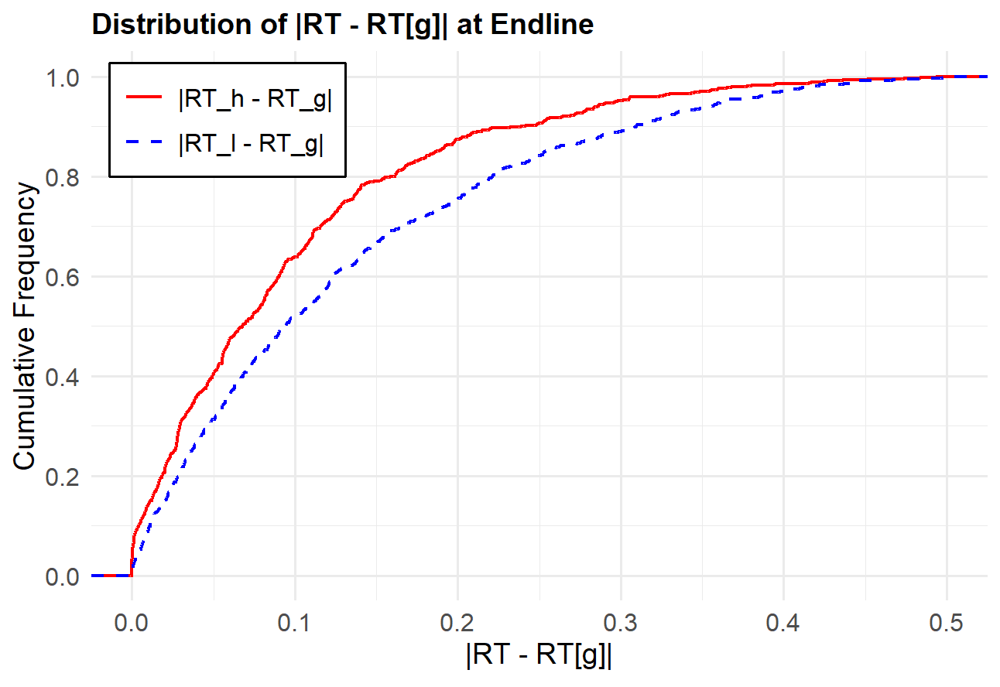 Distribution of |RT - RT[g]| at Endline
|RT_h - RT_g|
|RT_l - RT_g|
Cumulative Frequency
1.0
0.8
0.6
0.4
0.2
0.0
0.0 0.1 0.2 0.3 0.4 0.5
|RT - RT[g]|